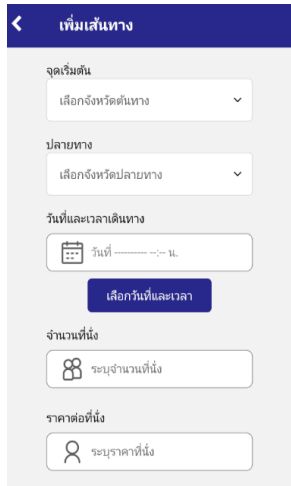 เพิ่มเส้นทาง
จุดเริ่มต้น
เลือกจังหวัดต้นทาง
ปลายทาง
เลือกจังหวัดปลายทาง
วันที่และเวลาเดินทาง
วันที่ ---------- --:-- น.
เลือกวันที่และเวลา
จำนวนที่นั่ง
ระบุจำนวนที่นั่ง
ราคาต่อที่นั่ง
ระบุราคาที่นั่ง